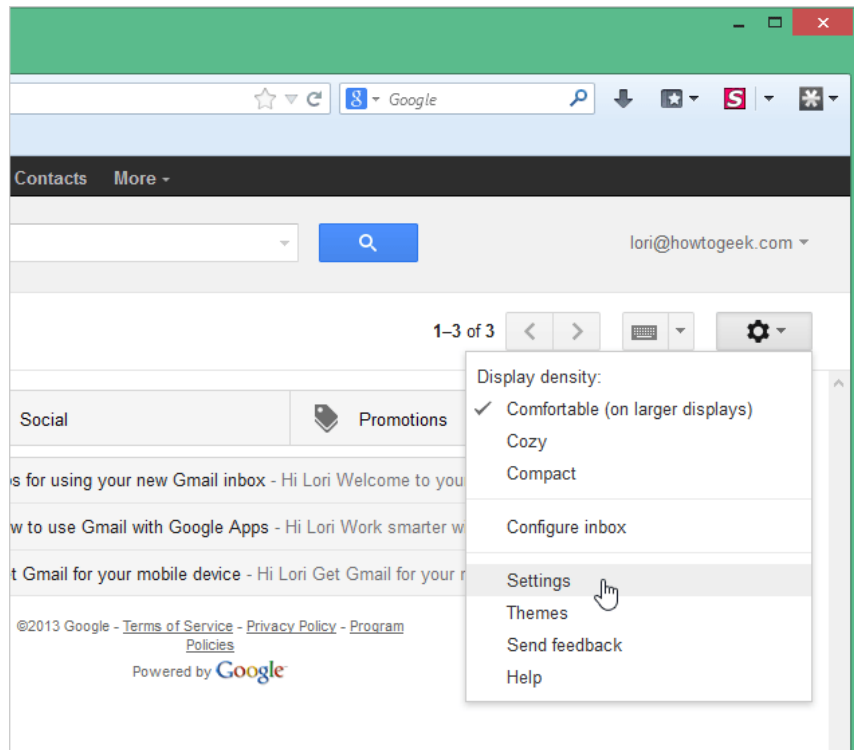 Google
Contacts More
lori@howtogeek.com
1–3 of 3
Display density:
Comfortable (on larger displays)
Cozy
Compact
Configure inbox
Settings
Themes
Send feedback
Help
Social Promotions
for using your new Gmail inbox - Hi Lori Welcome to you
to use Gmail with Google Apps - Hi Lori Work smarter
Gmail for your mobile device - Hi Lori Get Gmail for your
©2013 Google - Terms of Service - Privacy Policy - Program
Policies
Powered by Google